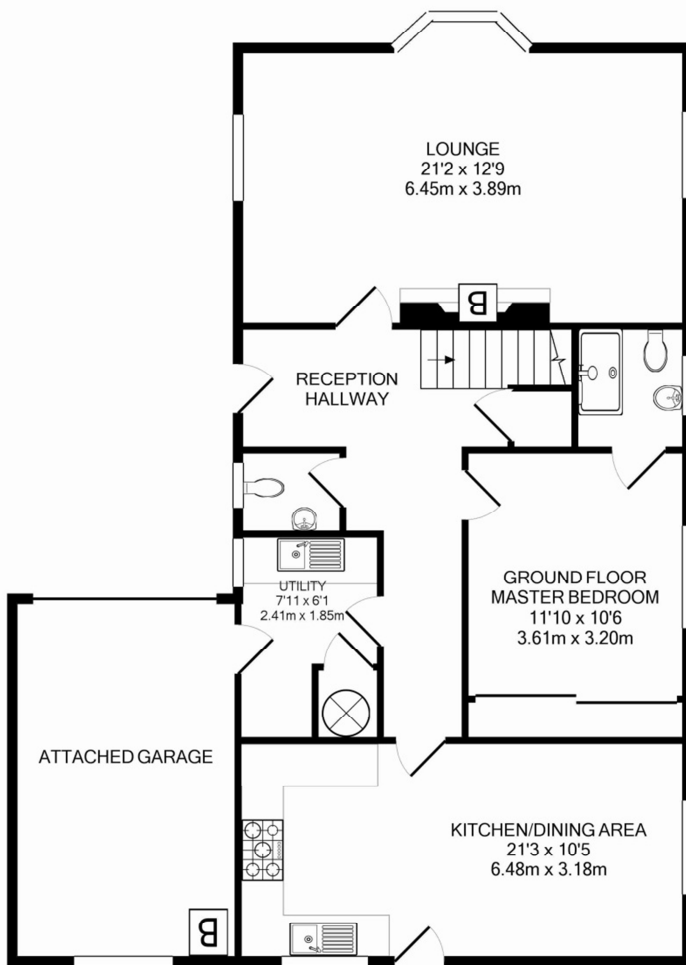 LOUNGE
21'2 x 12'9
6.45m x 3.89m
B
RECEPTION
HALLWAY
UTILITY
7'11 x 6'1
2.41m x 1.85m
GROUND FLOOR
MASTER BEDROOM
11'10 x 10'6
3.61m x 3.20m
ATTACHED GARAGE
KITCHEN/DINING AREA
21'3 x 10'5
6.48m x 3.18m
B